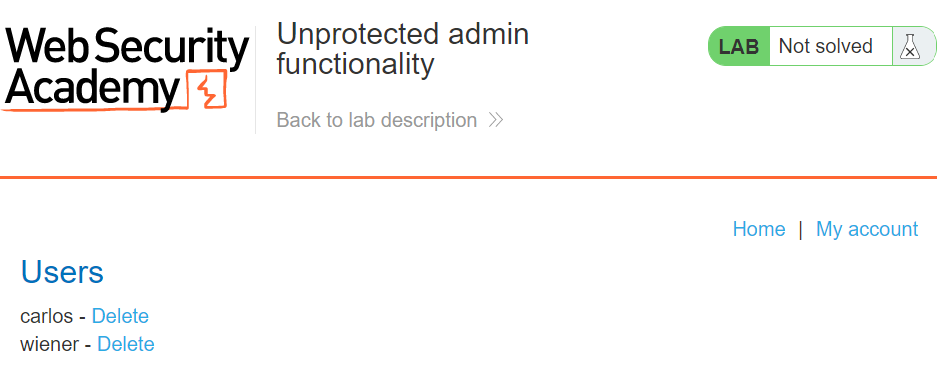 Web Security
Academy
Unprotected admin
functionality
Back to lab description
LAB Not solved
Home | My account
Users
carlos - Delete
wiener - Delete